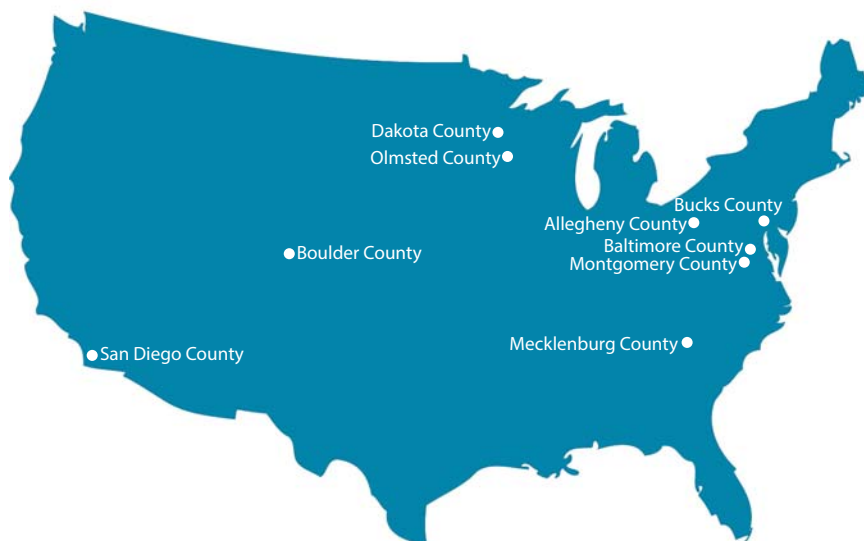 Dakota County
Olmsted County
Bucks County
Allegheny County
Baltimore County
Boulder County
Montgomery County
Mecklenburg County
San Diego County